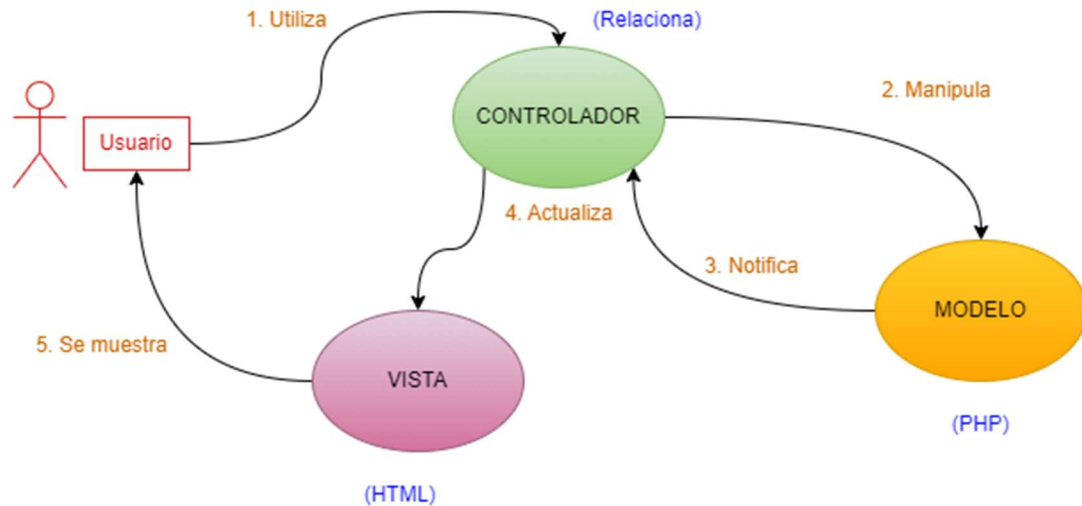 1. Utiliza
(Relaciona)
CONTROLADOR
2. Manipula
Usuario
4. Actualiza
3. Notifica
MODELO
5. Se muestra
VISTA
(PHP)
(HTML)